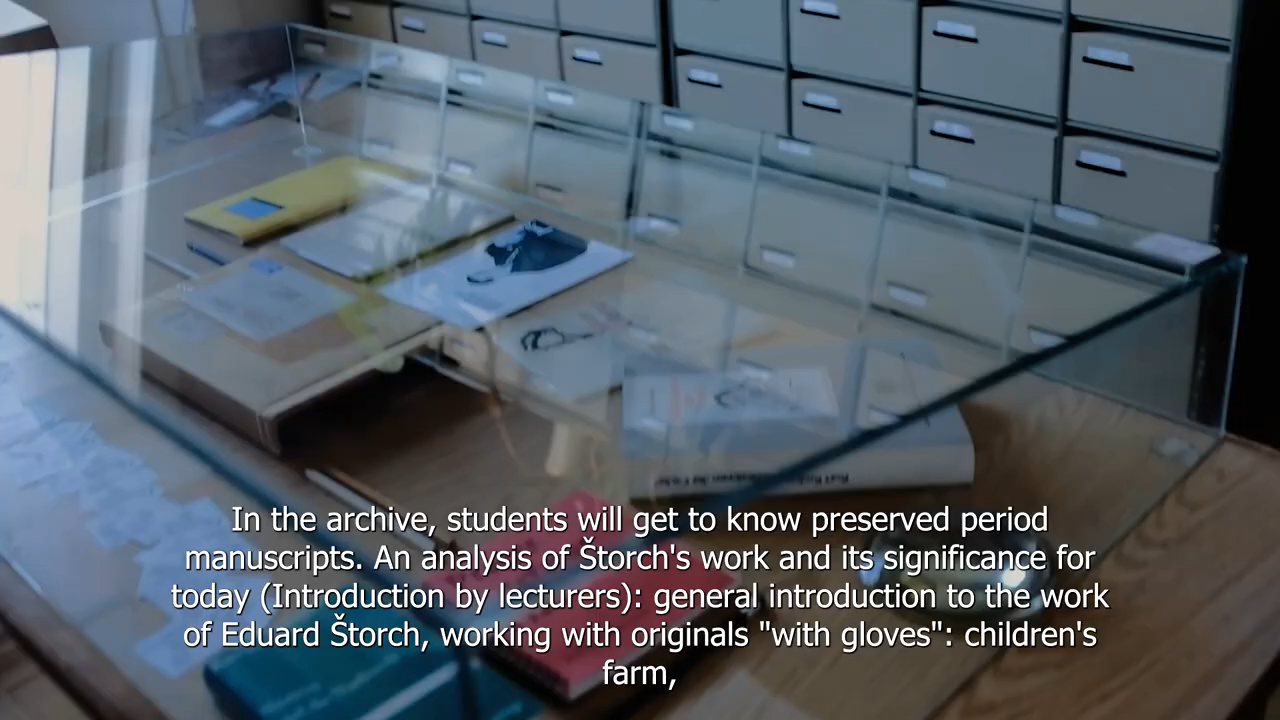 In the archive, students will get to know preserved period
manuscripts. An analysis of Štorch's work and its significance for
today (Introduction by lecturers): general introduction to the work
of Eduard Štorch, working with originals "with gloves": children's
farm,